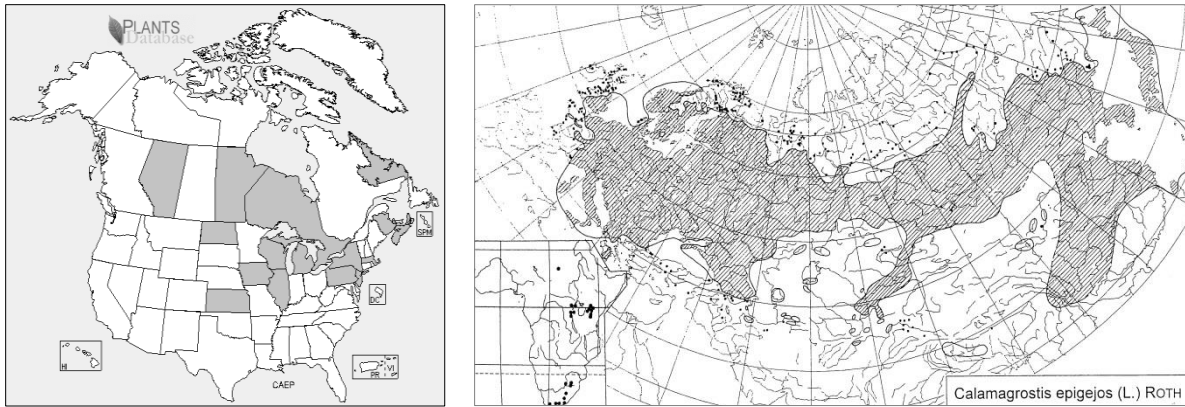 PLANTS
Database
SPM
DC
HI
PR
VI
CAEP
Calamagrostis epigejos (L.) ROTH